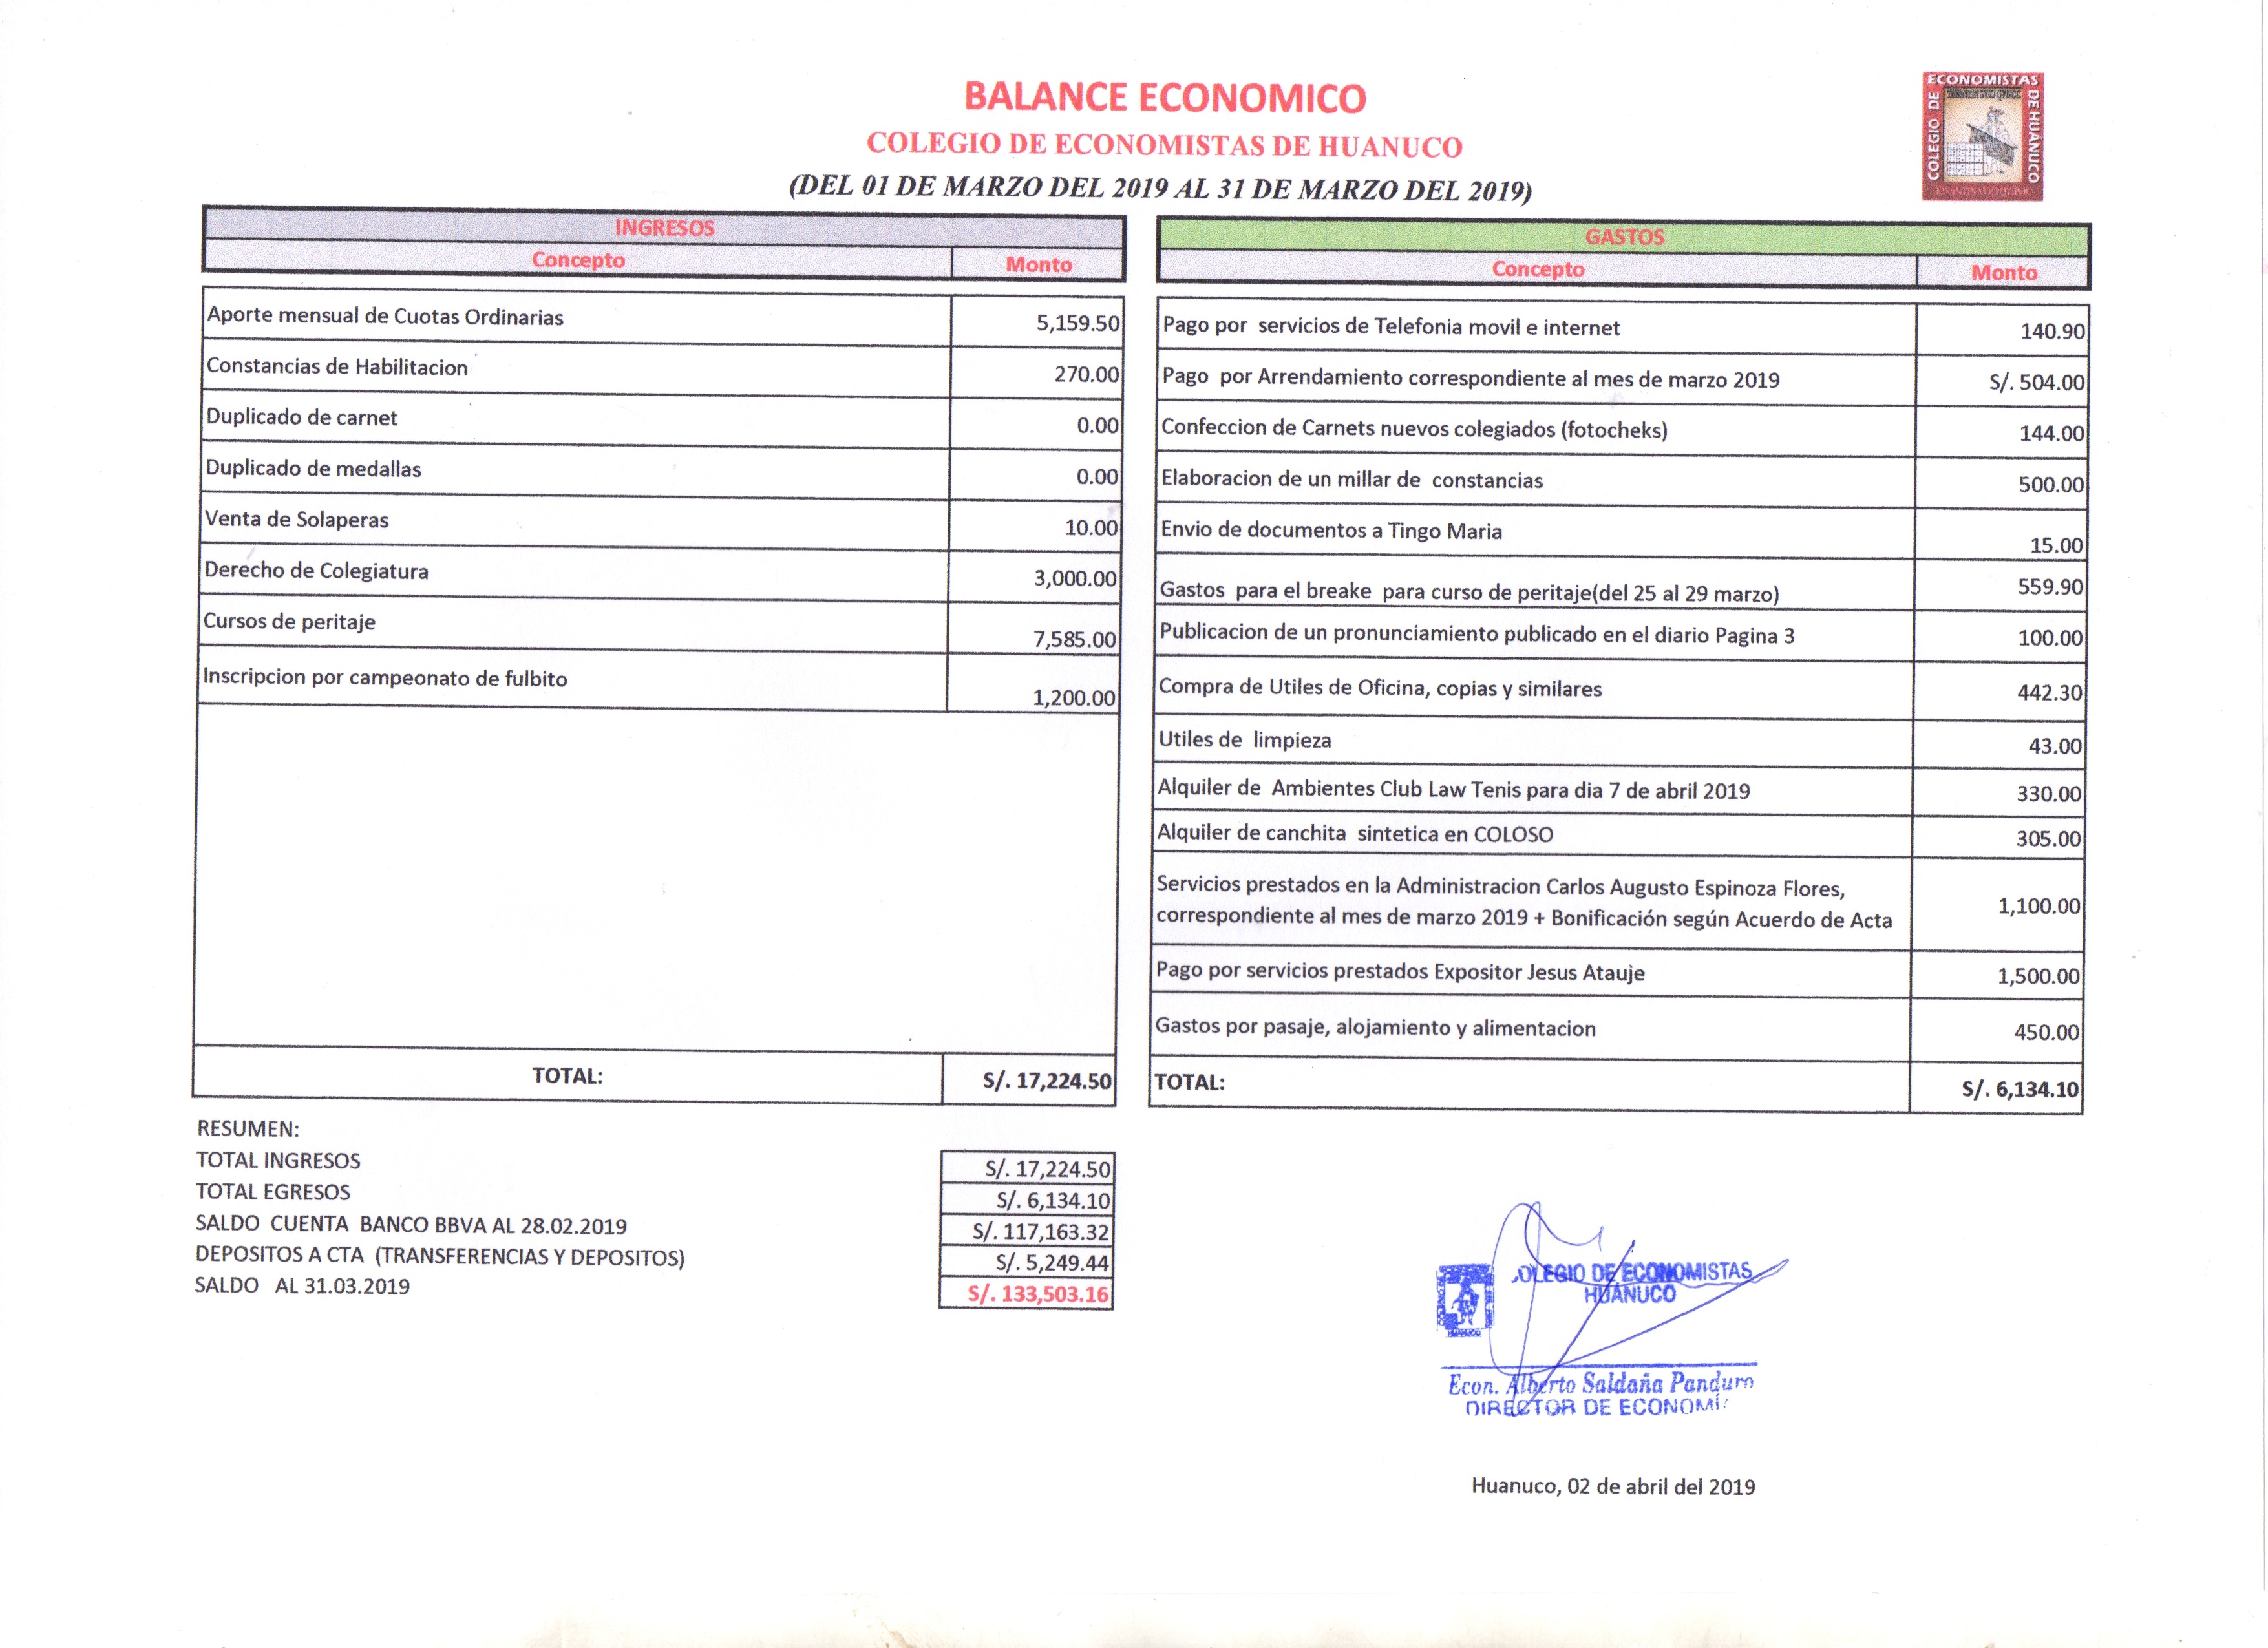 BALANCE ECONOMICO
COLEGIO DE ECONOMISTAS DE HUANUCO
(DEL 01 DE MARZO DEL 2019 AL 31 DE MARZO DEL 2019)
ECONOMISTAS
COLEGIO DE
DE HUANUCO
INGRESOS
Concepto Monto
Aporte mensual de Cuotas Ordinarias 5,159.50
Constancias de Habilitacion 270.00
Duplicado de carnet 0.00
Duplicado de medallas 0.00
Venta de Solaperas 10.00
Derecho de Colegiatura 3,000.00
Cursos de peritaje 7,585.00
Inscripcion por campeonato de fulbito 1,200.00
TOTAL: S/. 17,224.50
GASTOS
Concepto Monto
Pago por servicios de Telefonia movil e internet 140.90
Pago por Arrendamiento correspondiente al mes de marzo 2019 S/. 504.00
Confeccion de Carnets nuevos colegiados (fotocheks) 144.00
Elaboracion de un millar de constancias 500.00
Envio de documentos a Tingo Maria 15.00
Gastos para el breake para curso de peritaje(del 25 al 29 marzo) 559.90
Publicacion de un pronunciamiento publicado en el diario Pagina 3 100.00
Compra de Utiles de Oficina, copias y similares 442.30
Utiles de limpieza 43.00
Alquiler de Ambientes Club Law Tenis para dia 7 de abril 2019 330.00
Alquiler de canchita sintetica en COLOSO 305.00
Servicios prestados en la Administracion Carlos Augusto Espinoza Flores,
correspondiente al mes de marzo 2019 + Bonificación según Acuerdo de Acta 1,100.00
Pago por servicios prestados Expositor Jesus Atauje 1,500.00
Gastos por pasaje, alojamiento y alimentacion 450.00
TOTAL: S/. 6,134.10
RESUMEN:
TOTAL INGRESOS S/. 17,224.50
TOTAL EGRESOS S/. 6,134.10
SALDO CUENTA BANCO BBVA AL 28.02.2019 S/. 117,163.32
DEPOSITOS A CTA (TRANSFERENCIAS Y DEPOSITOS) S/. 5,249.44
SALDO AL 31.03.2019 S/. 133,503.16
COLEGIO DE ECONOMISTAS
HUANUCO
HUANUCO
Econ. Alberto Saldaña Panduro
DIRECTOR DE ECONOMÍA
Huanuco, 02 de abril del 2019